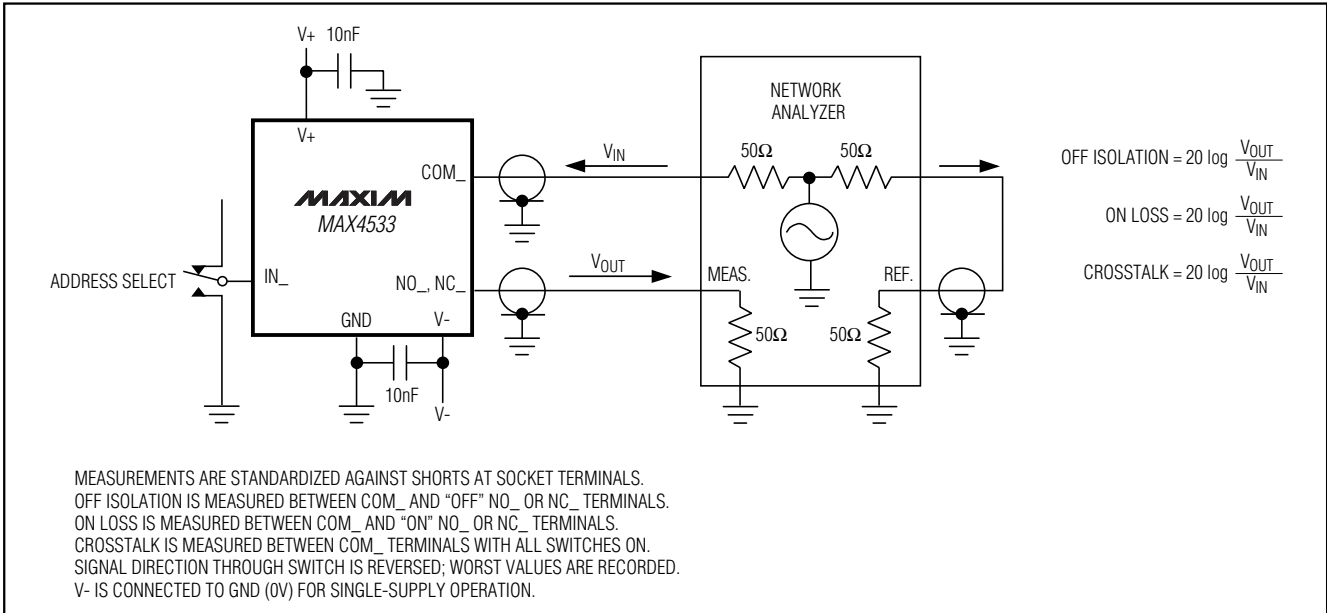 V+ 10nF
V+
COM_
MAXIM
MAX4533
ADDRESS SELECT
IN_
NO_, NC_
GND V-
10nF
V-
V_IN
V_OUT
NETWORK
ANALYZER
50Ω 50Ω
MEAS. REF.
50Ω 50Ω
OFF ISOLATION = 20 log V_OUT / V_IN
ON LOSS = 20 log V_OUT / V_IN
CROSSTALK = 20 log V_OUT / V_IN
MEASUREMENTS ARE STANDARDIZED AGAINST SHORTS AT SOCKET TERMINALS.
OFF ISOLATION IS MEASURED BETWEEN COM_ AND “OFF” NO_ OR NC_ TERMINALS.
ON LOSS IS MEASURED BETWEEN COM_ AND “ON” NO_ OR NC_ TERMINALS.
CROSSTALK IS MEASURED BETWEEN COM_ TERMINALS WITH ALL SWITCHES ON.
SIGNAL DIRECTION THROUGH SWITCH IS REVERSED; WORST VALUES ARE RECORDED.
V- IS CONNECTED TO GND (0V) FOR SINGLE-SUPPLY OPERATION.